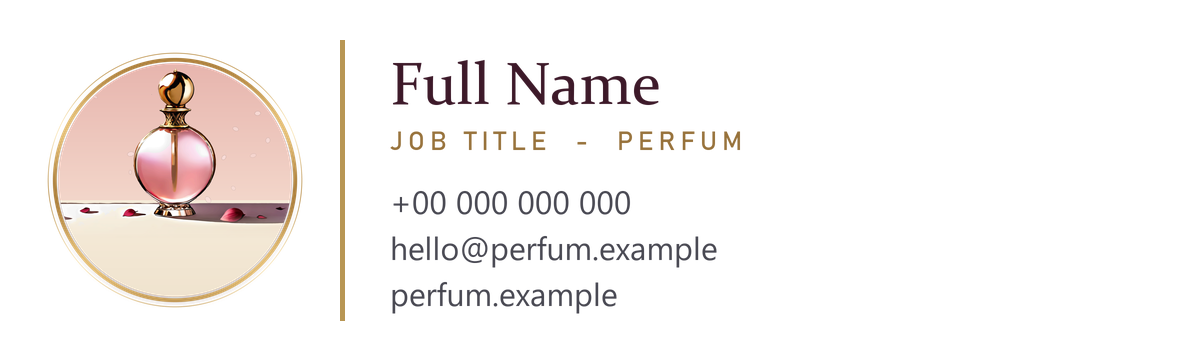 Full Name
JOB TITLE - PERFUM
+00 000 000 000
hello@perfum.example
perfum.example